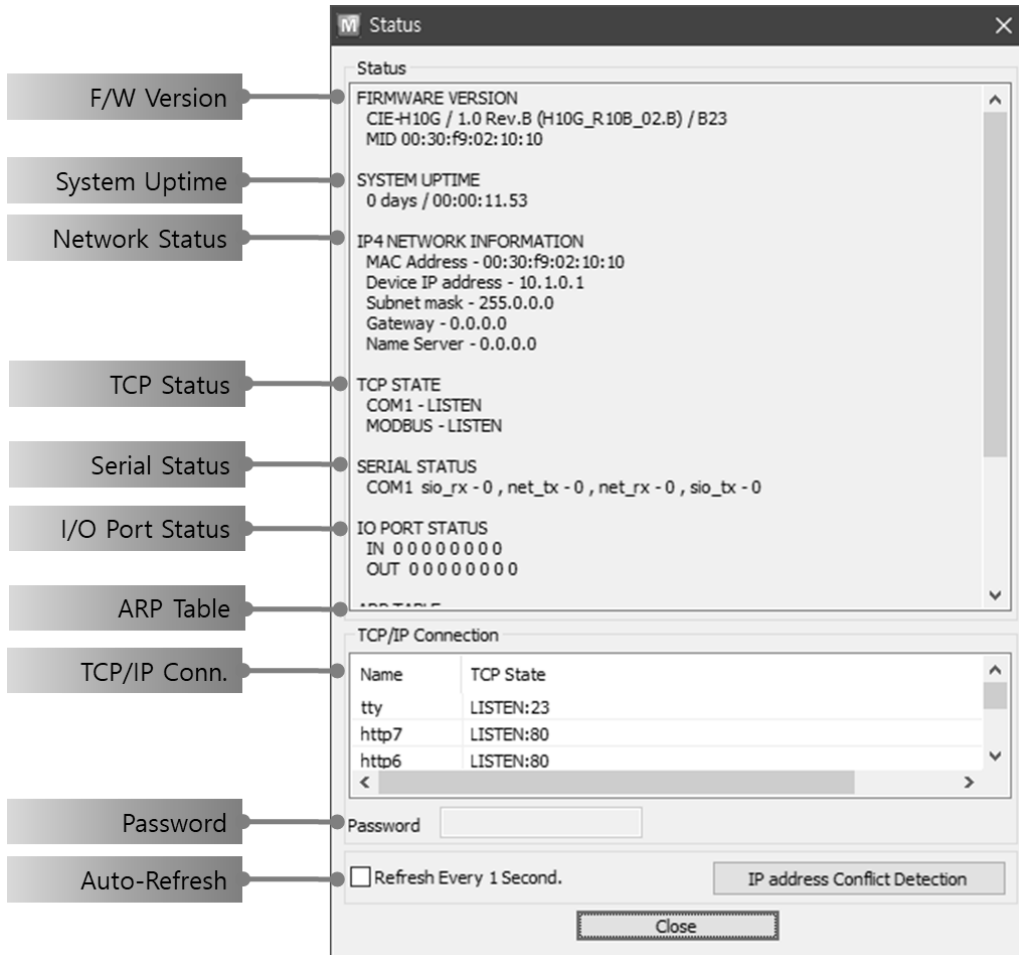 M Status
Status
F/W Version
FIRMWARE VERSION
CIE-H10G / 1.0 Rev.B (H10G_R10B_02.B) / B23
MID 00:30:f9:02:10:10
System Uptime
SYSTEM UPTIME
0 days / 00:00:11.53
Network Status
IP4 NETWORK INFORMATION
MAC Address - 00:30:f9:02:10:10
Device IP address - 10.1.0.1
Subnet mask - 255.0.0.0
Gateway - 0.0.0.0
Name Server - 0.0.0.0
TCP Status
TCP STATE
COM1 - LISTEN
MODBUS - LISTEN
Serial Status
SERIAL STATUS
COM1 sio_rx - 0 , net_tx - 0 , net_rx - 0 , sio_tx - 0
I/O Port Status
IO PORT STATUS
IN 0 0 0 0 0 0 0 0
OUT 0 0 0 0 0 0 0 0
ARP Table
TCP/IP Connection
TCP/IP Conn.
Name TCP State
tty LISTEN:23
http7 LISTEN:80
http6 LISTEN:80
Password
Password
Auto-Refresh
Refresh Every 1 Second.
IP address Conflict Detection
Close